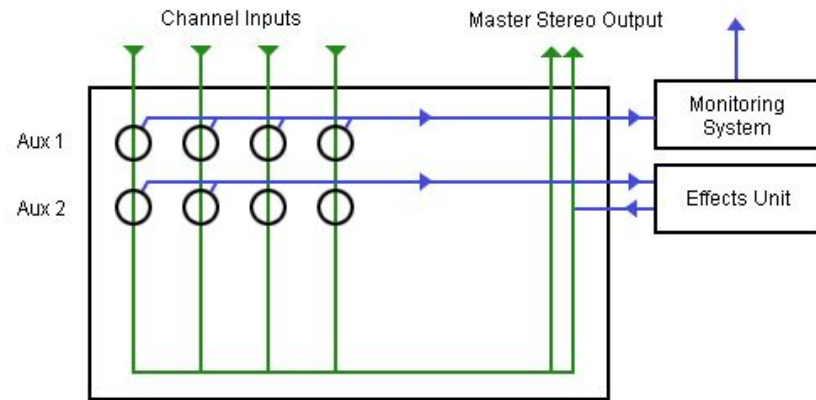 Channel Inputs
Master Stereo Output
Monitoring
System
Aux 1
Effects Unit
Aux 2